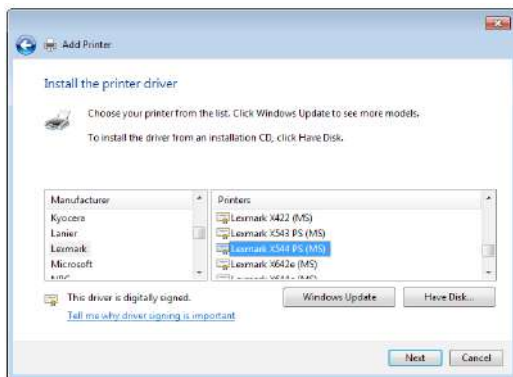 Add Printer
Install the printer driver
Choose your printer from the list. Click Windows Update to see more models.
To install the driver from an installation CD, click Have Disk.
Manufacturer
Kyocera
Lanier
Lexmark
Microsoft
Printers
Lexmark X422 (MS)
Lexmark X543 PS (MS)
Lexmark X544 PS (MS)
Lexmark X642e (MS)
This driver is digitally signed.
Tell me why driver signing is important
Windows Update
Have Disk...
Next
Cancel